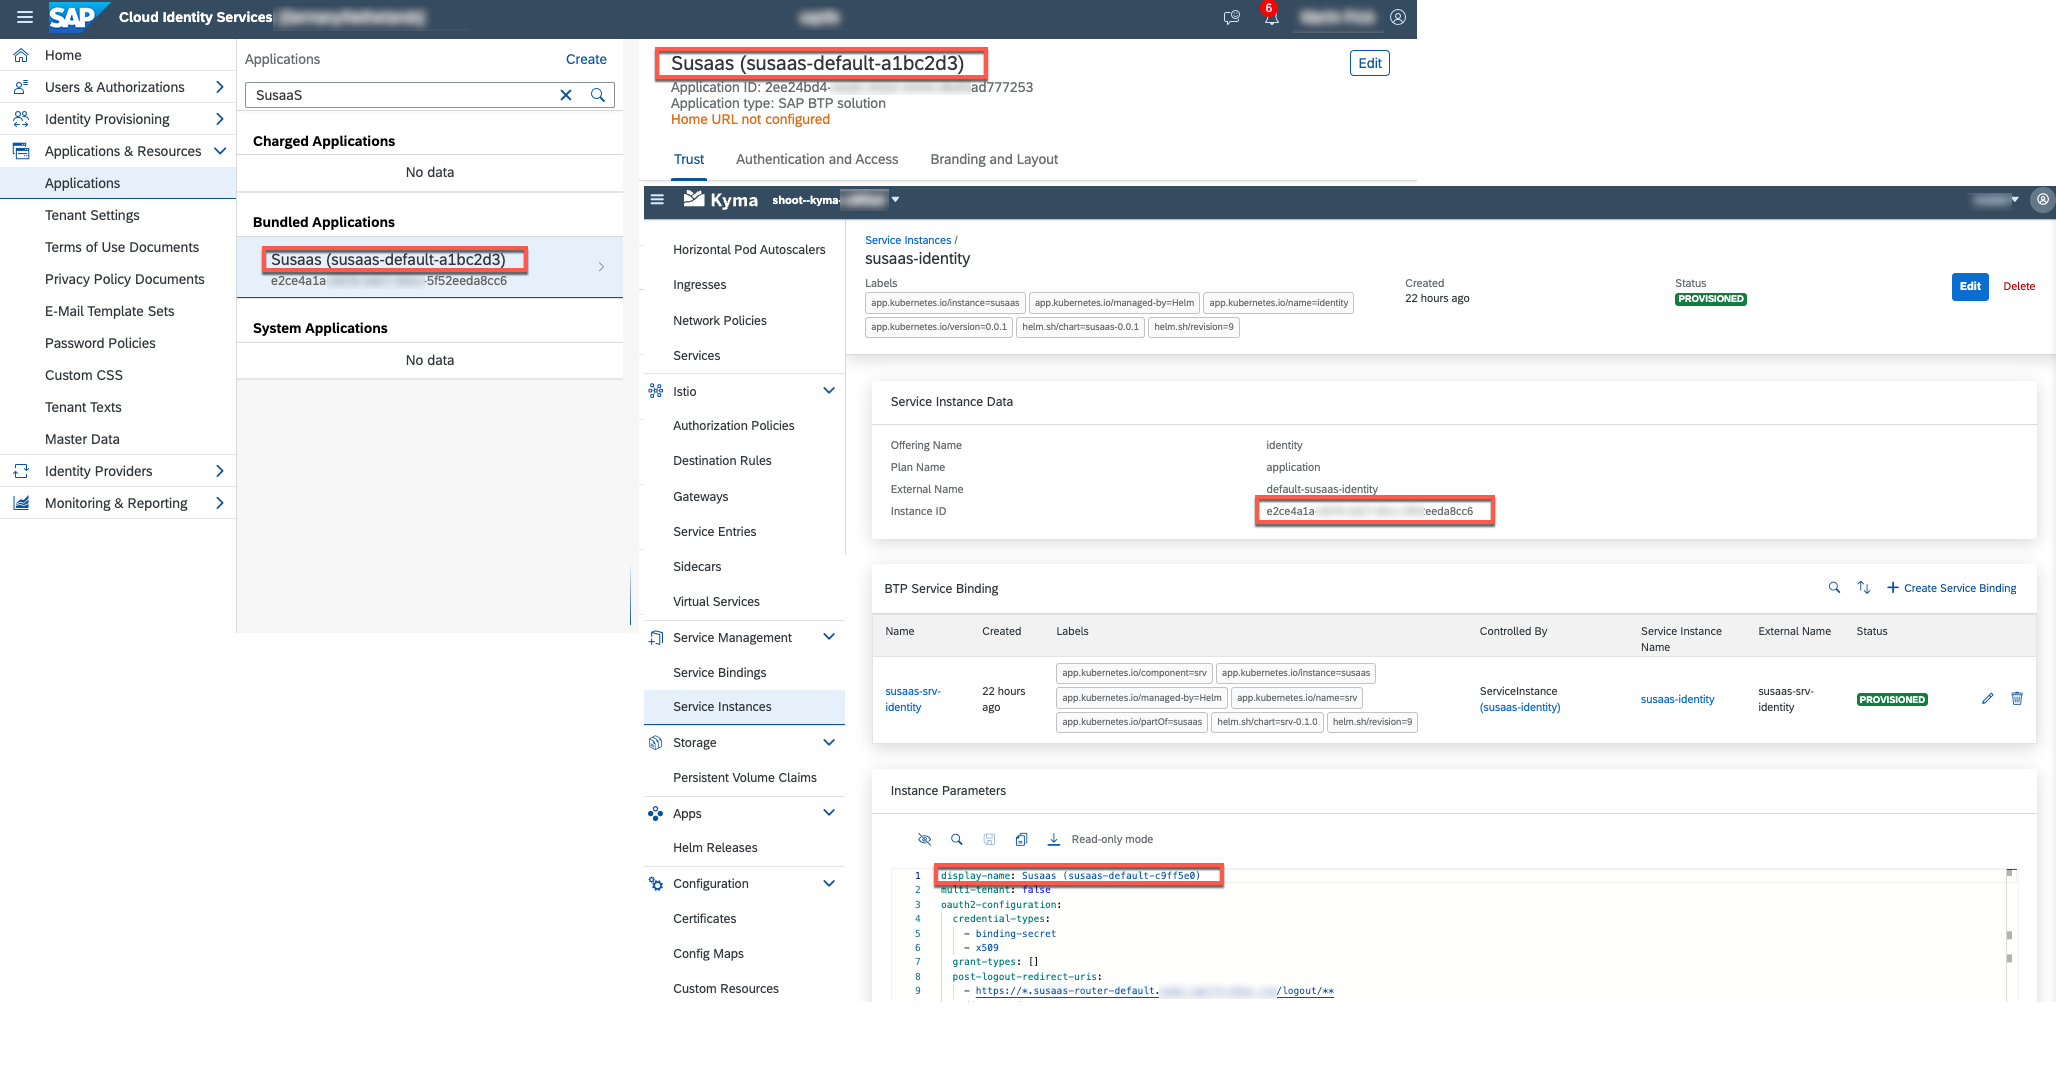 SAP Cloud Identity Services
6
Home
Users & Authorizations
Identity Provisioning
Applications & Resources
Applications
Tenant Settings
Terms of Use Documents
Privacy Policy Documents
E-Mail Template Sets
Password Policies
Custom CSS
Tenant Texts
Master Data
Identity Providers
Monitoring & Reporting
Applications
Create
SusaaS
Charged Applications
No data
Bundled Applications
Susaas (susaas-default-a1bc2d3)
e2ce4a1a -5f52eeda8cc6
System Applications
No data
Susaas (susaas-default-a1bc2d3)
Edit
Application ID: 2ee24bd4- ad777253
Application type: SAP BTP solution
Home URL not configured
Trust
Authentication and Access
Branding and Layout
Kyma shoot--kyma-
Horizontal Pod Autoscalers
Ingresses
Network Policies
Services
Istio
Authorization Policies
Destination Rules
Gateways
Service Entries
Sidecars
Virtual Services
Service Management
Service Bindings
Service Instances
Storage
Persistent Volume Claims
Apps
Helm Releases
Configuration
Certificates
Config Maps
Custom Resources
Service Instances /
susaas-identity
Labels
app.kubernetes.io/instance=susaas
app.kubernetes.io/managed-by=Helm
app.kubernetes.io/name=identity
app.kubernetes.io/version=0.0.1
helm.sh/chart=susaas-0.0.1
helm.sh/revision=9
Created
22 hours ago
Status
PROVISIONED
Edit
Delete
Service Instance Data
Offering Name
identity
Plan Name
application
External Name
default-susaas-identity
Instance ID
e2ce4a1a- eeda8cc6
BTP Service Binding
Create Service Binding
Name
Created
Labels
Controlled By
Service Instance
Name
External Name
Status
susaas-srv-
identity
22 hours
ago
app.kubernetes.io/component=srv
app.kubernetes.io/instance=susaas
app.kubernetes.io/managed-by=Helm
app.kubernetes.io/name=srv
app.kubernetes.io/partOf=susaas
helm.sh/chart=srv-0.1.0
helm.sh/revision=9
ServiceInstance
(susaas-identity)
susaas-identity
susaas-srv-
identity
PROVISIONED
Instance Parameters
Read-only mode
1 display-name: Susaas (susaas-default-c9ff5e0)
2 multi-tenant: false
3 oauth2-configuration:
4 credential-types:
5 - binding-secret
6 - x509
7 grant-types: []
8 post-logout-redirect-uris:
9 - https://*.susaas-router-default. /logout/**